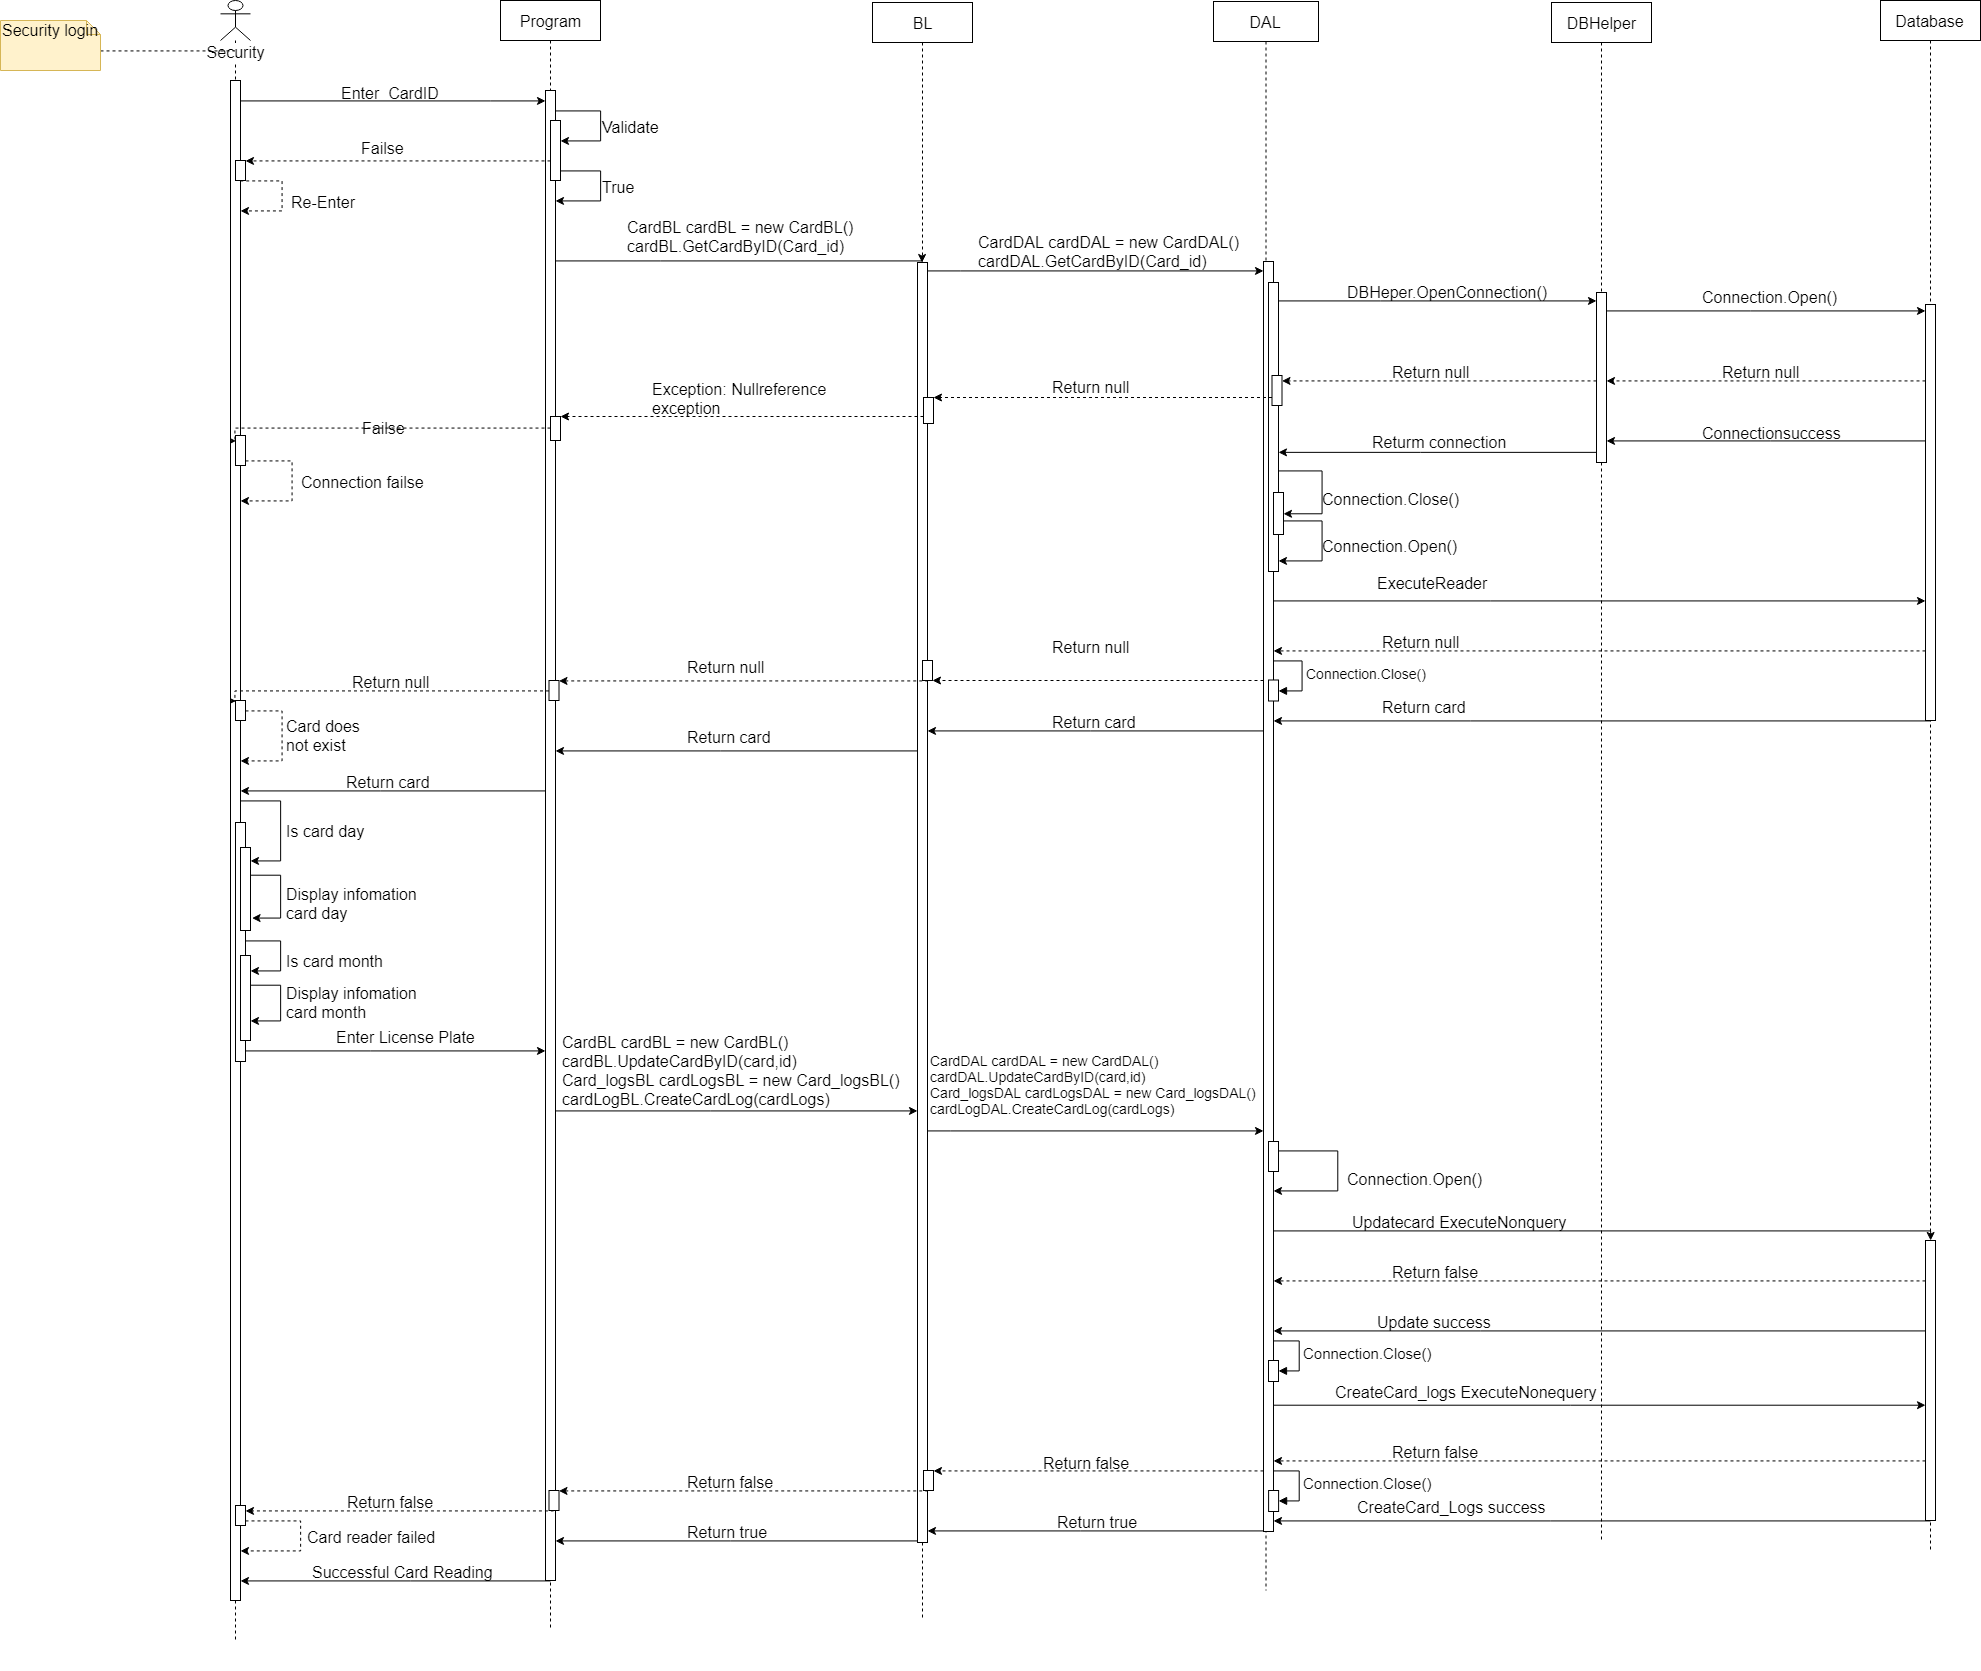 Security login
Security
Program
BL
DAL
DBHelper
Database
Enter  CardID
Validate
Failse
True
Re-Enter
CardBL cardBL = new CardBL()
cardBL.GetCardByID(Card_id)
CardDAL cardDAL = new CardDAL()
cardDAL.GetCardByID(Card_id)
DBHeper.OpenConnection()
Connection.Open()
Return null
Return null
Return null
Exception: Nullreference
exception
Failse
Connectionsuccess
Returm connection
Connection failse
Connection.Close()
Connection.Open()
ExecuteReader
Return null
Return null
Return null
Return null
Connection.Close()
Return card
Return card
Return card
Card does
not exist
Return card
Is card day
Display infomation
card day
Is card month
Display infomation
card month
Enter License Plate
CardBL cardBL = new CardBL()
cardBL.UpdateCardByID(card,id)
Card_logsBL cardLogsBL = new Card_logsBL()
cardLogBL.CreateCardLog(cardLogs)
CardDAL cardDAL = new CardDAL()
cardDAL.UpdateCardByID(card,id)
Card_logsDAL cardLogsDAL = new Card_logsDAL()
cardLogDAL.CreateCardLog(cardLogs)
Connection.Open()
Updatecard ExecuteNonquery
Return false
Update success
Connection.Close()
CreateCard_logs ExecuteNonequery
Return false
Return false
Return false
Return false
Connection.Close()
CreateCard_Logs success
Return true
Return true
Card reader failed
Successful Card Reading